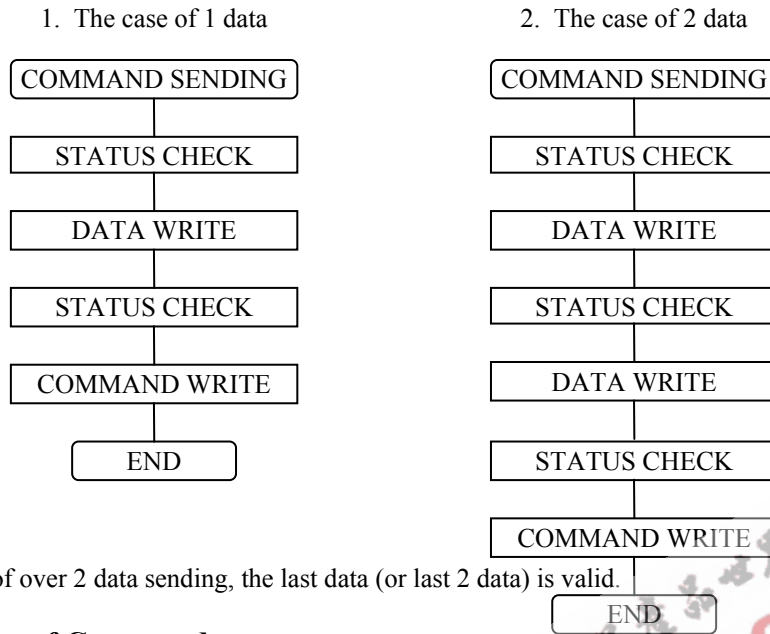 1. The case of 1 data
COMMAND SENDING
STATUS CHECK
DATA WRITE
STATUS CHECK
COMMAND WRITE
END
2. The case of 2 data
COMMAND SENDING
STATUS CHECK
DATA WRITE
STATUS CHECK
DATA WRITE
STATUS CHECK
COMMAND WRITE
END
of over 2 data sending, the last data (or last 2 data) is valid.